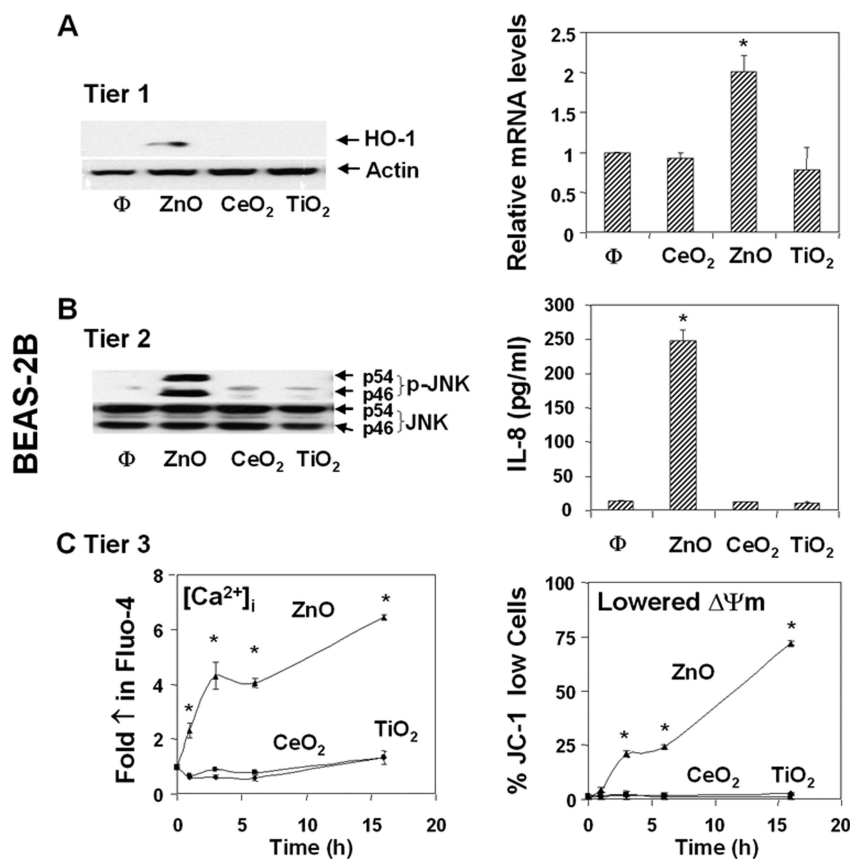 A
Tier 1
HO-1
Actin
Φ ZnO CeO₂ TiO₂
Relative mRNA levels
2.5
2
1.5
1
0.5
0
*
Φ CeO₂ ZnO TiO₂
BEAS-2B
B
Tier 2
p54
p46
p-JNK
p54
p46
JNK
Φ ZnO CeO₂ TiO₂
IL-8 (pg/ml)
300
250
200
150
100
50
0
*
Φ ZnO CeO₂ TiO₂
C Tier 3
Fold ↑ in Fluo-4
8
6
4
2
0
[Ca²⁺]i
ZnO
* * * *
CeO₂
TiO₂
0 5 10 15 20
Time (h)
% JC-1 low Cells
100
75
50
25
0
Lowered ΔΨm
ZnO
* * *
CeO₂ TiO₂
0 5 10 15 20
Time (h)